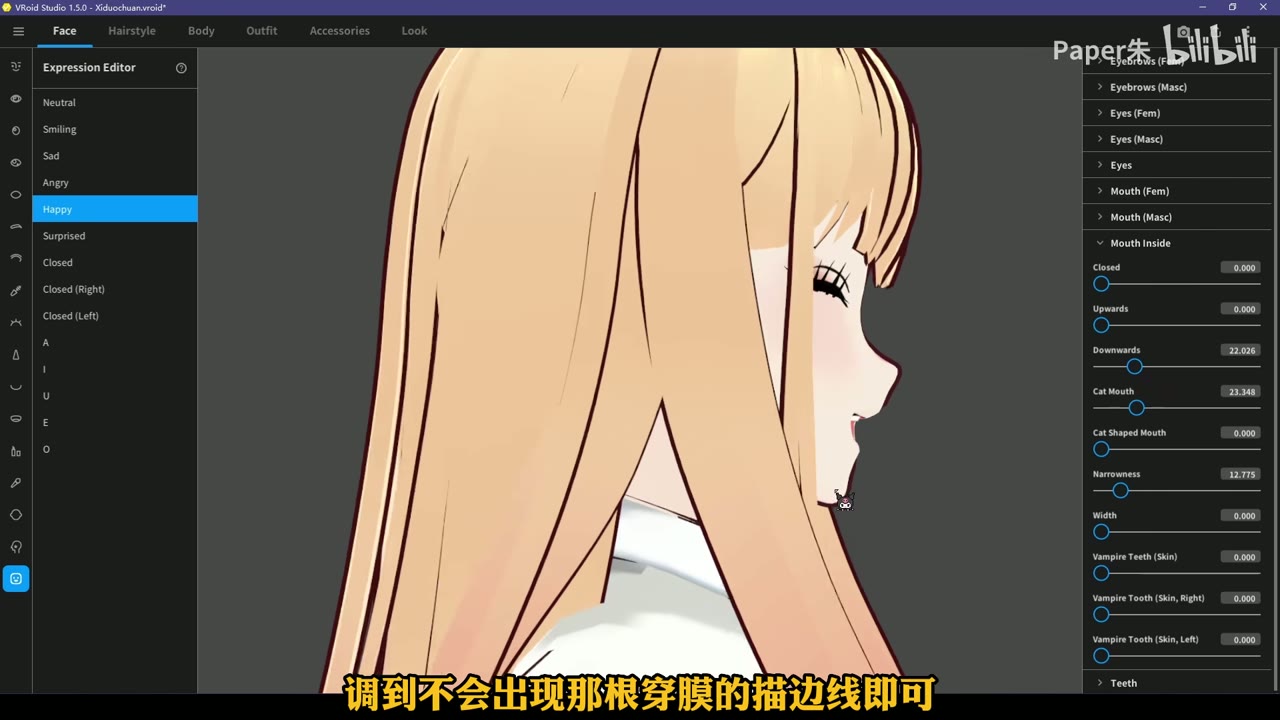 VRoid Studio 1.5.0 - Xiduochuan.vroid*
Face
Hairstyle
Body
Outfit
Accessories
Look
Paper朱 bilibili
Expression Editor
Neutral
Smiling
Sad
Angry
Happy
Surprised
Closed
Closed (Right)
Closed (Left)
A
I
U
E
O
Eyebrows (Fem)
Eyebrows (Masc)
Eyes (Fem)
Eyes (Masc)
Eyes
Mouth (Fem)
Mouth (Masc)
Mouth Inside
Closed 0.000
Upwards 0.000
Downwards 22.026
Cat Mouth 23.348
Cat Shaped Mouth 0.000
Narrowness 12.775
Width 0.000
Vampire Teeth (Skin) 0.000
Vampire Tooth (Skin, Right) 0.000
Vampire Tooth (Skin, Left) 0.000
Teeth
调到不会出现那根穿膜的描边线即可